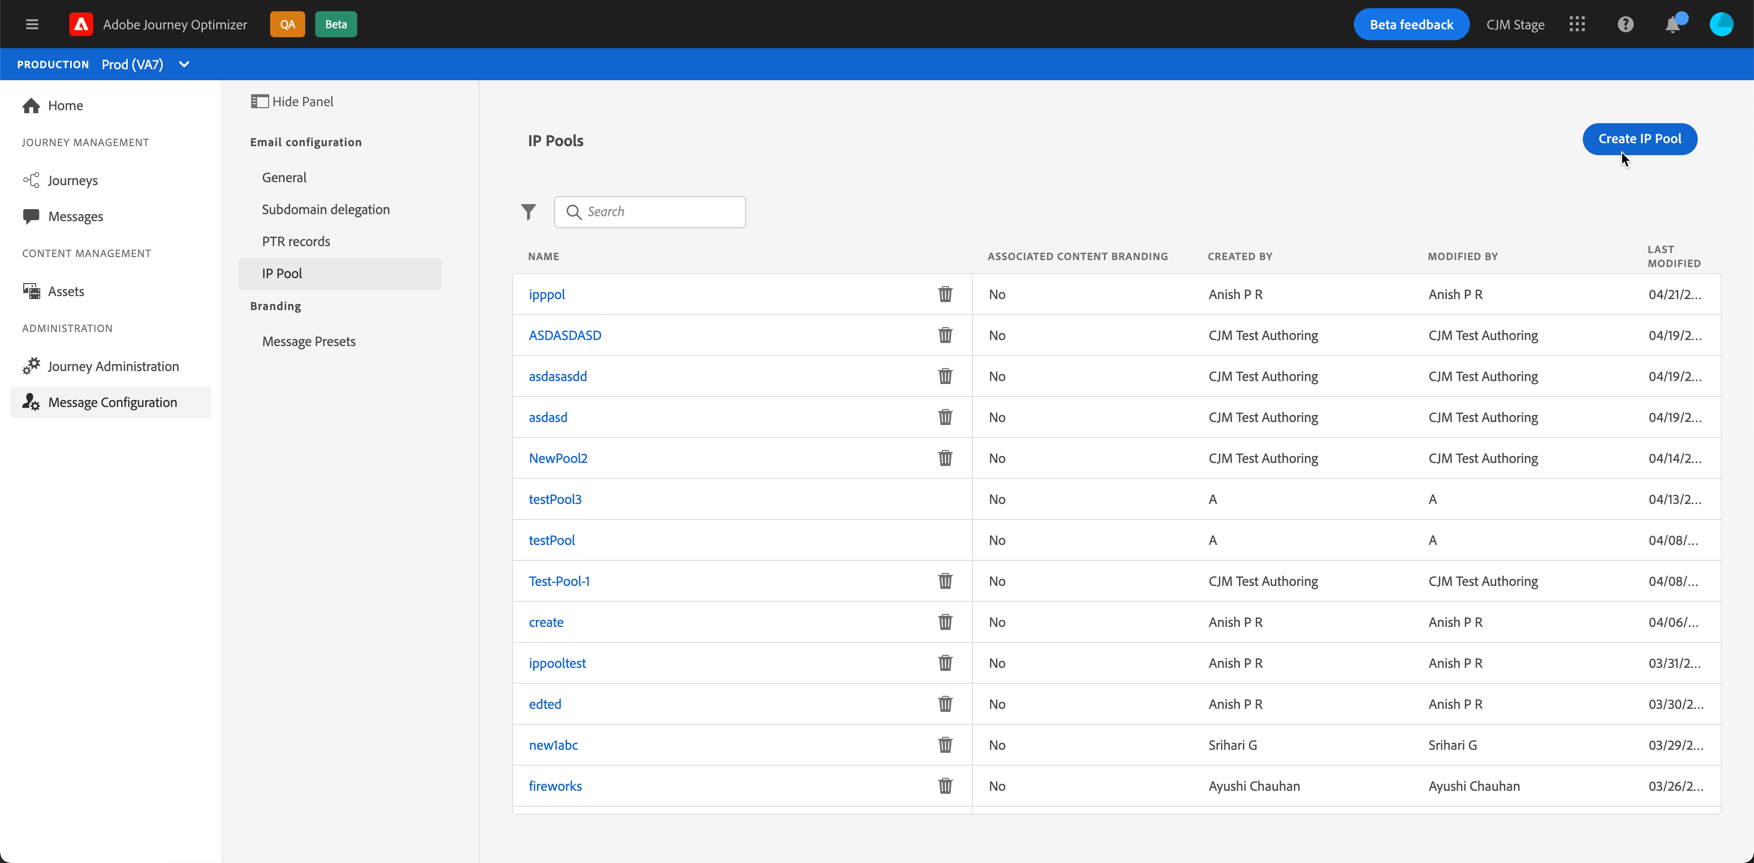 Adobe Journey Optimizer QA Beta Beta feedback CJM Stage
PRODUCTION Prod (VA7)
Home
JOURNEY MANAGEMENT
Journeys
Messages
CONTENT MANAGEMENT
Assets
ADMINISTRATION
Journey Administration
Message Configuration
Hide Panel
Email configuration
General
Subdomain delegation
PTR records
IP Pool
Branding
Message Presets
IP Pools
Create IP Pool
Search
NAME ASSOCIATED CONTENT BRANDING CREATED BY MODIFIED BY LAST MODIFIED
ipppol No Anish P R Anish P R 04/21/2...
ASDASDASD No CJM Test Authoring CJM Test Authoring 04/19/2...
asdasasdd No CJM Test Authoring CJM Test Authoring 04/19/2...
asdasd No CJM Test Authoring CJM Test Authoring 04/19/2...
NewPool2 No CJM Test Authoring CJM Test Authoring 04/14/2...
testPool3 No A A 04/13/2...
testPool No A A 04/08/...
Test-Pool-1 No CJM Test Authoring CJM Test Authoring 04/08/...
create No Anish P R Anish P R 04/06/...
ippooltest No Anish P R Anish P R 03/31/2...
edted No Anish P R Anish P R 03/30/2...
new1abc No Srihari G Srihari G 03/29/2...
fireworks No Ayushi Chauhan Ayushi Chauhan 03/26/2...